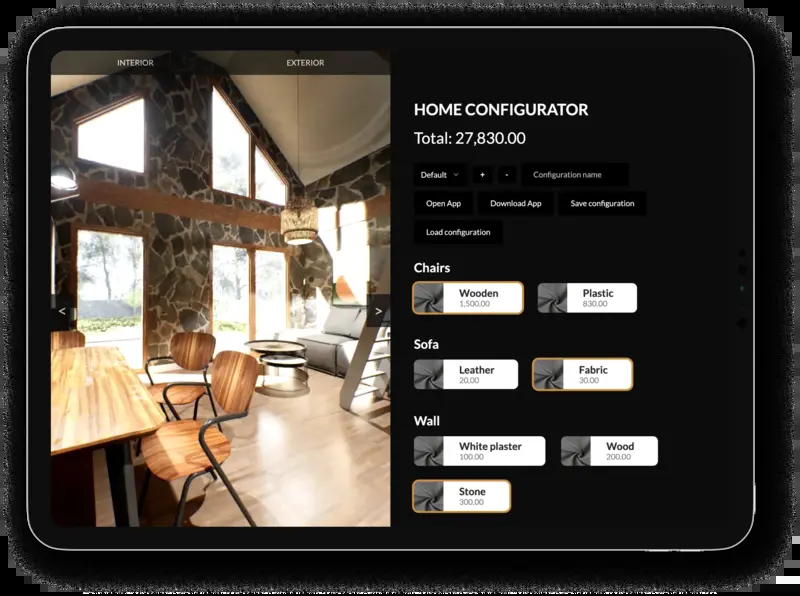 INTERIOR
EXTERIOR
<
>
HOME CONFIGURATOR
Total: 27,830.00
Default + - Configuration name
Open App Download App Save configuration
Load configuration
Chairs
Wooden
1,500.00
Plastic
830.00
Sofa
Leather
20.00
Fabric
30.00
Wall
White plaster
100.00
Wood
200.00
Stone
300.00